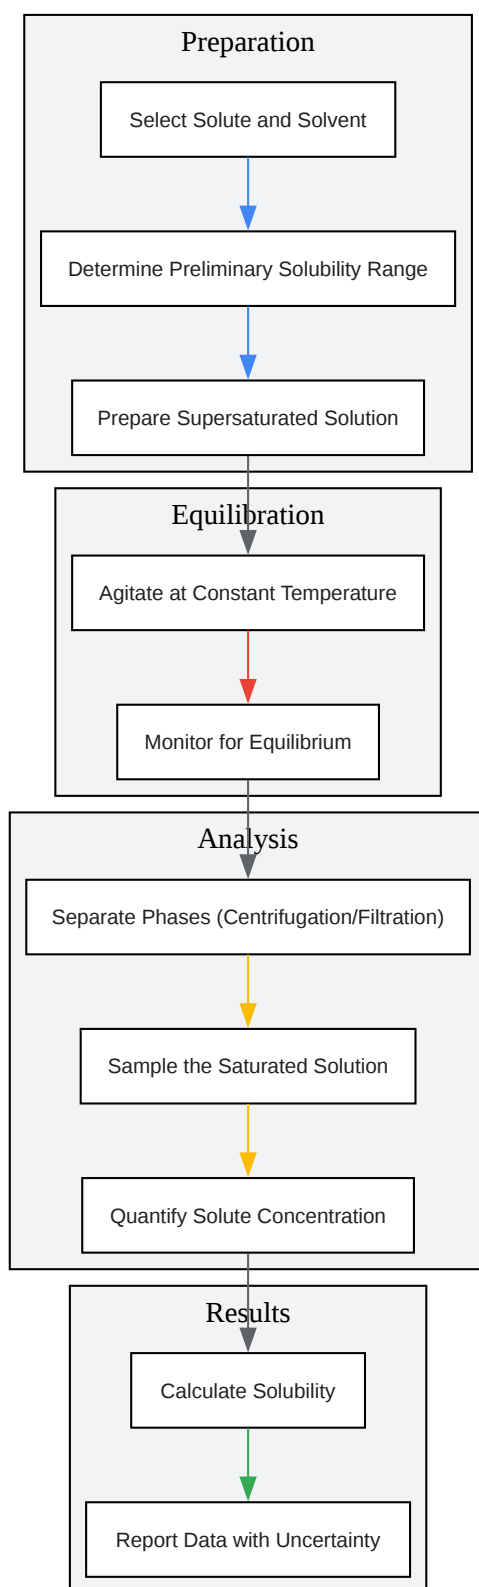 Preparation
Select Solute and Solvent
Determine Preliminary Solubility Range
Prepare Supersaturated Solution
Equilibration
Agitate at Constant Temperature
Monitor for Equilibrium
Analysis
Separate Phases (Centrifugation/Filtration)
Sample the Saturated Solution
Quantify Solute Concentration
Results
Calculate Solubility
Report Data with Uncertainty